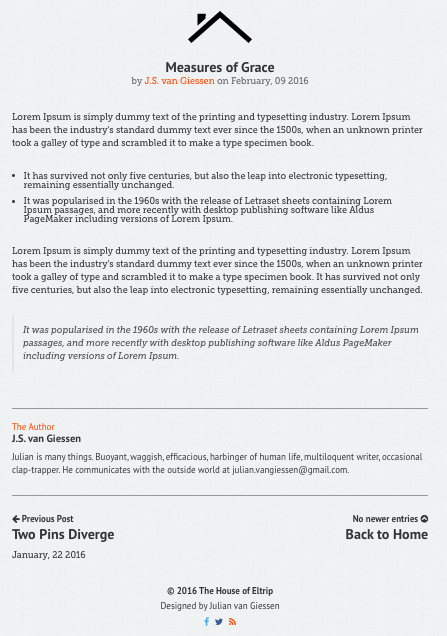 Measures of Grace
by J.S. van Giessen on February, 09 2016
Lorem Ipsum is simply dummy text of the printing and typesetting industry. Lorem Ipsum
has been the industry's standard dummy text ever since the 1500s, when an unknown printer
took a galley of type and scrambled it to make a type specimen book.
• It has survived not only five centuries, but also the leap into electronic typesetting,
remaining essentially unchanged.
• It was popularised in the 1960s with the release of Letraset sheets containing Lorem
Ipsum passages, and more recently with desktop publishing software like Aldus
PageMaker including versions of Lorem Ipsum.
Lorem Ipsum is simply dummy text of the printing and typesetting industry. Lorem Ipsum
has been the industry's standard dummy text ever since the 1500s, when an unknown printer
took a galley of type and scrambled it to make a type specimen book. It has survived not only
five centuries, but also the leap into electronic typesetting, remaining essentially unchanged.
It was popularised in the 1960s with the release of Letraset sheets containing Lorem Ipsum
passages, and more recently with desktop publishing software like Aldus PageMaker
including versions of Lorem Ipsum.
The Author
J.S. van Giessen
Julian is many things. Buoyant, waggish, efficacious, harbinger of human life, multiloquent writer, occasional
clap-trapper. He communicates with the outside world at julian.vangiessen@gmail.com.
Previous Post
Two Pins Diverge
January, 22 2016
No newer entries
Back to Home
© 2016 The House of Eltrip
Designed by Julian van Giessen